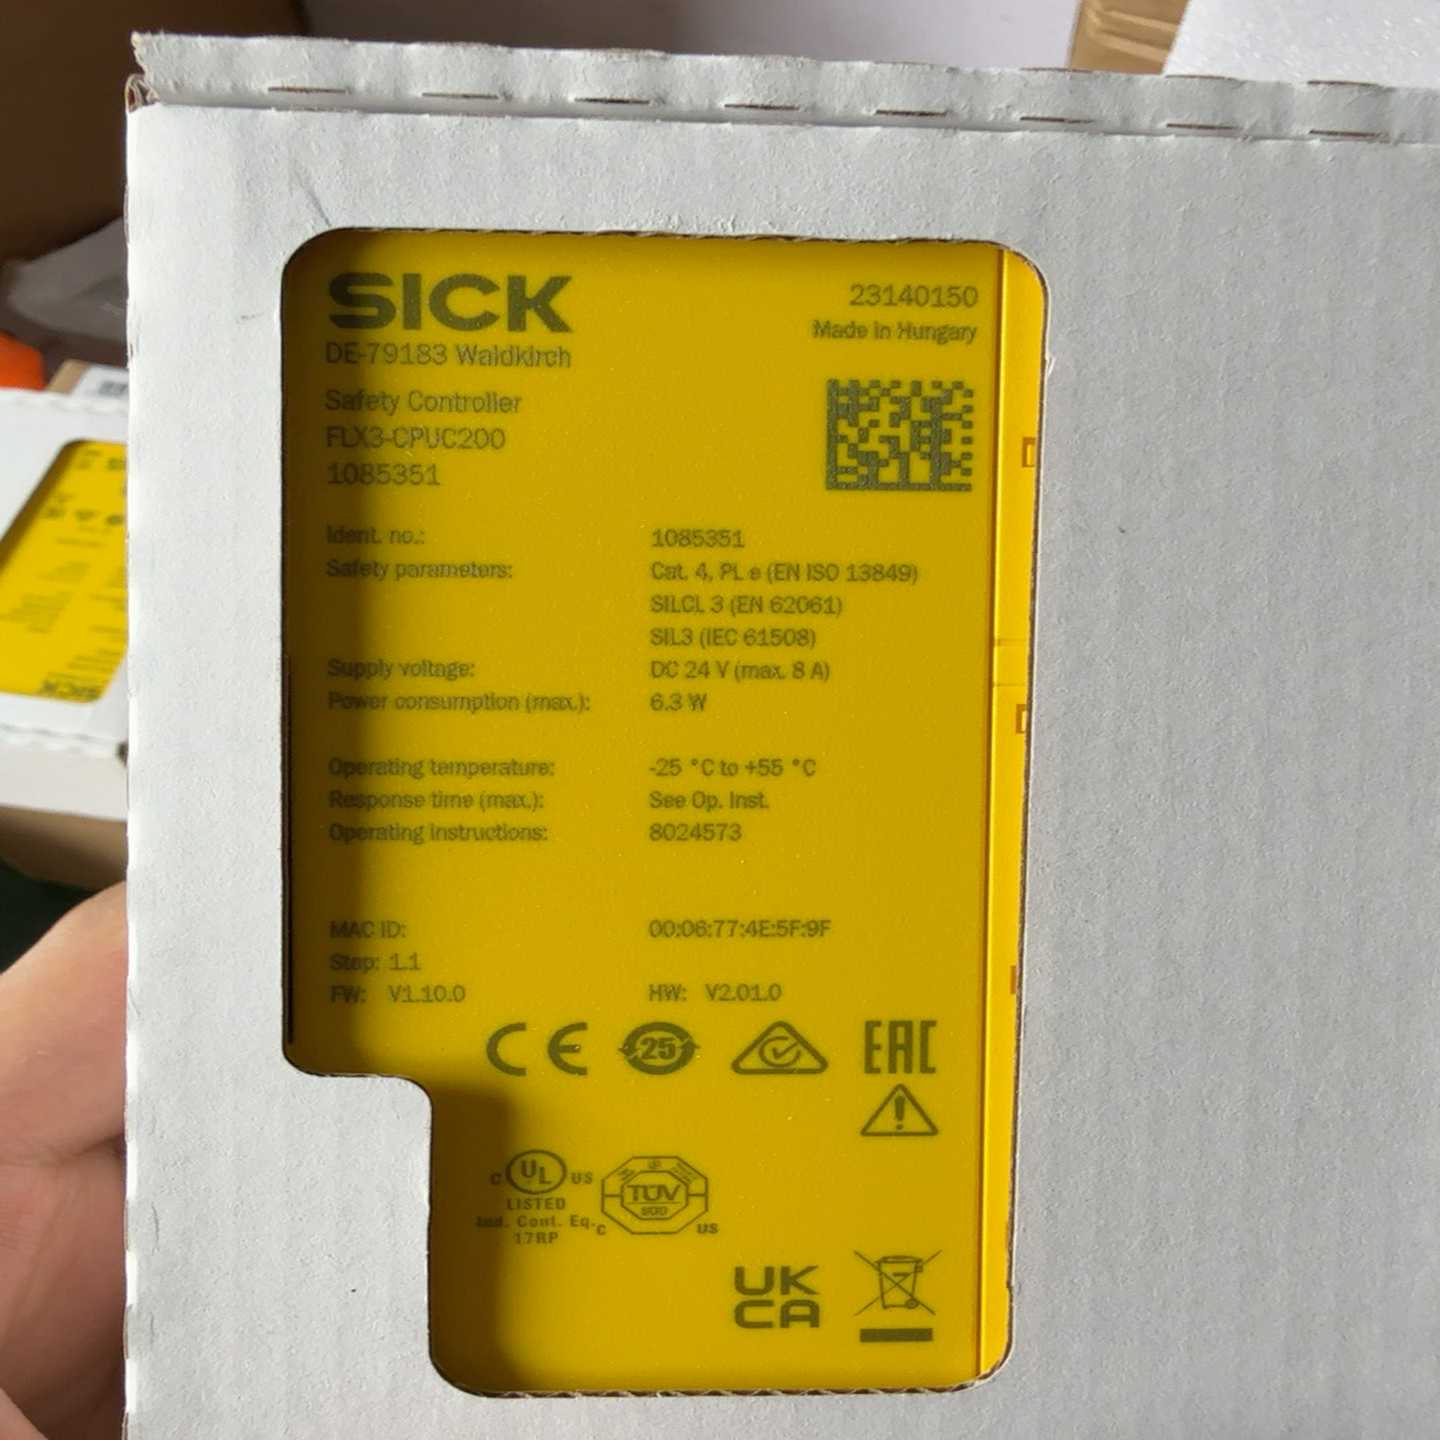 SICK
DE-79183 Waldkirch
23140150
Made in Hungary
Safety Controller
FLX3-CPUC200
1085351
Ident. no.: 1085351
Safety parameters: Cat. 4, PL e (EN ISO 13849)
SILCL 3 (EN 62061)
SIL3 (IEC 61508)
Supply voltage: DC 24 V (max. 8 A)
Power consumption (max.): 6.3 W
Operating temperature: -25 °C to +55 °C
Response time (max.): See Op. Inst.
Operating instructions: 8024573
MAC ID: 00:06:77:4E:5F:9F
Step: 1.1
FW: V1.10.0 HW: V2.01.0
CE 25 EAC
C UL US
LISTED
Ind. Cont. Eq.
17RP
TÜV
SÜD
C US
UK
CA
SICK